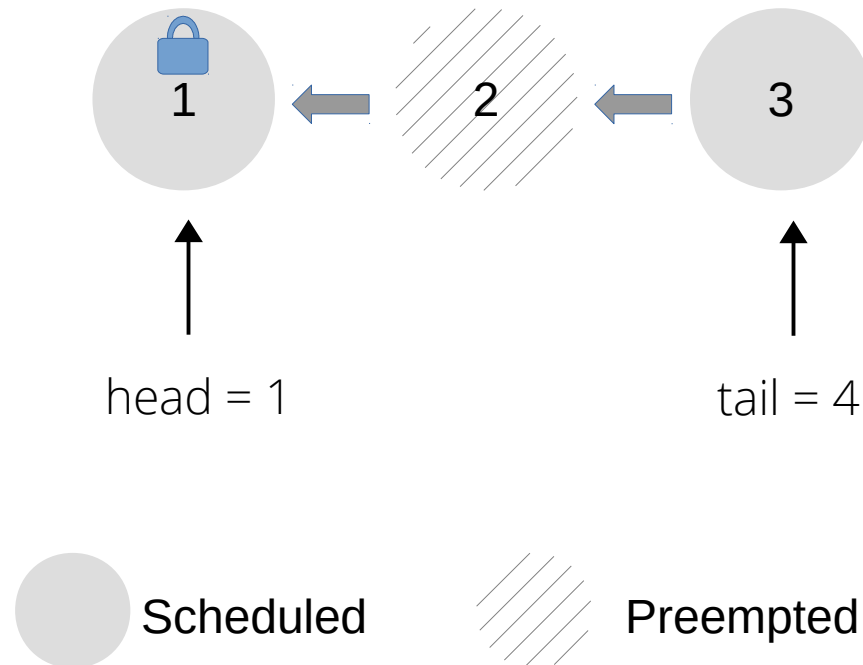 1
2
3
head = 1
tail = 4
Scheduled
Preempted